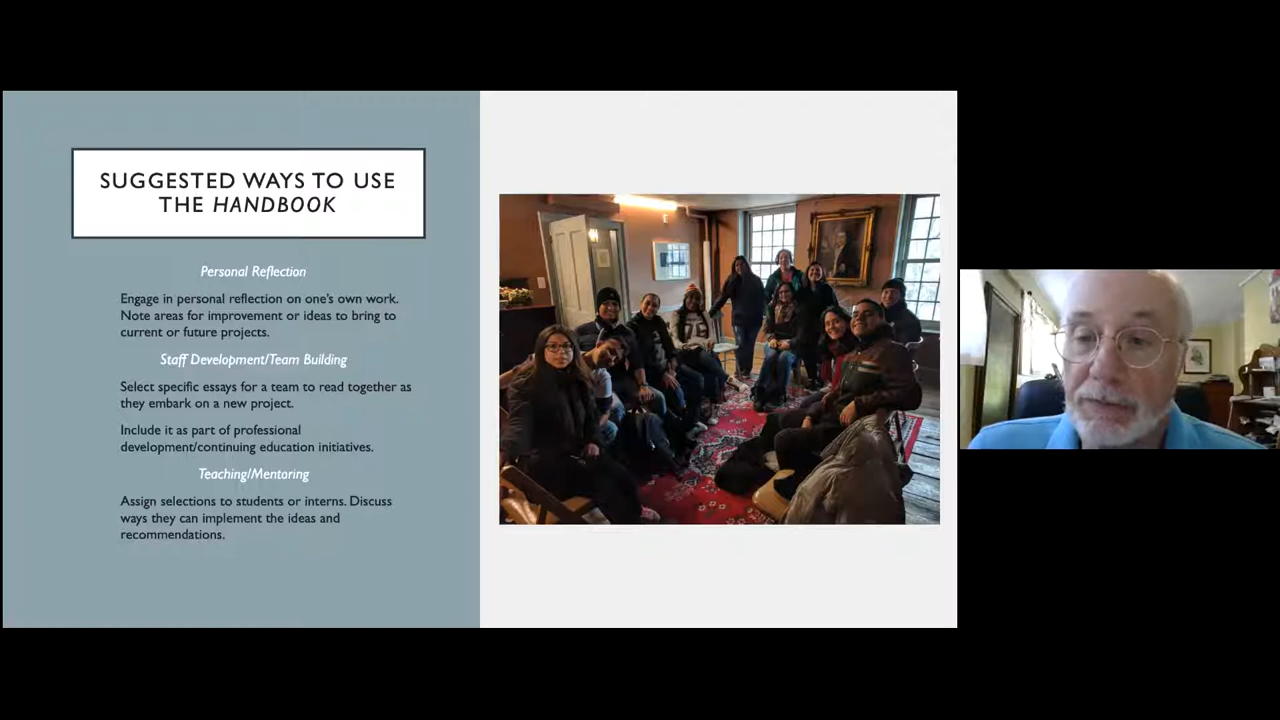 SUGGESTED WAYS TO USE
THE HANDBOOK
Personal Reflection
Engage in personal reflection on one's own work.
Note areas for improvement or ideas to bring to
current or future projects.
Staff Development/Team Building
Select specific essays for a team to read together as
they embark on a new project.
Include it as part of professional
development/continuing education initiatives.
Teaching/Mentoring
Assign selections to students or interns. Discuss
ways they can implement the ideas and
recommendations.